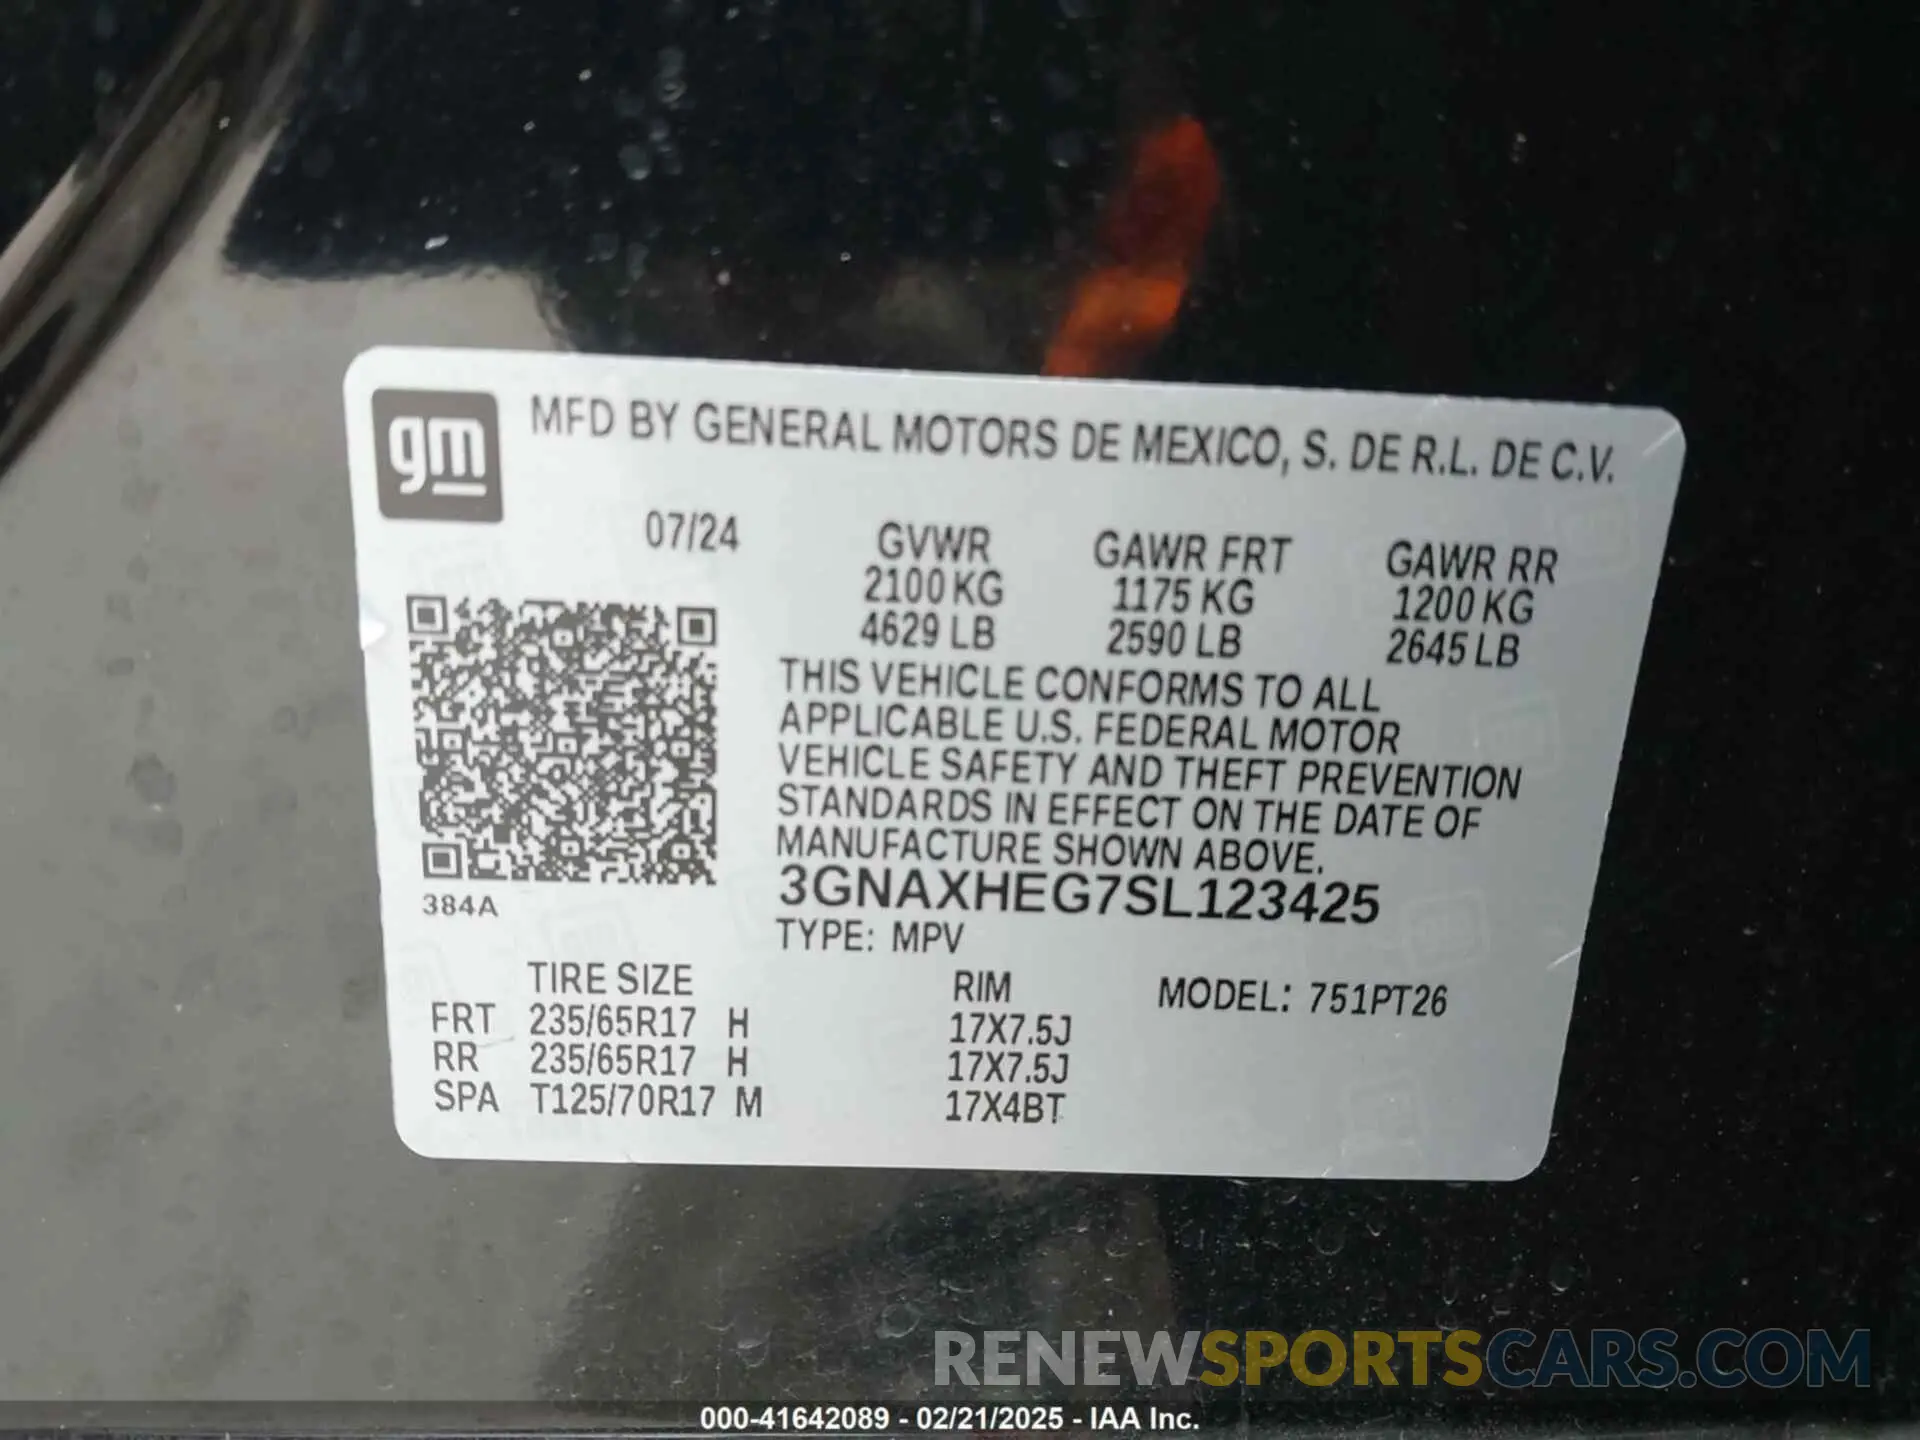 gm
MFD BY GENERAL MOTORS DE MEXICO, S. DE R.L. DE C.V.
07/24 GVWR GAWR FRT GAWR RR
2100 KG 1175 KG 1200 KG
4629 LB 2590 LB 2645 LB
THIS VEHICLE CONFORMS TO ALL
APPLICABLE U.S. FEDERAL MOTOR
VEHICLE SAFETY AND THEFT PREVENTION
STANDARDS IN EFFECT ON THE DATE OF
MANUFACTURE SHOWN ABOVE.
3GNAXHEG7SL123425
384A
TYPE: MPV
TIRE SIZE RIM MODEL: 751PT26
FRT 235/65R17 H 17X7.5J
RR 235/65R17 H 17X7.5J
SPA T125/70R17 M 17X4BT
RENEWSPORTSCARS.COM
000-41642089 - 02/21/2025 - IAA Inc.